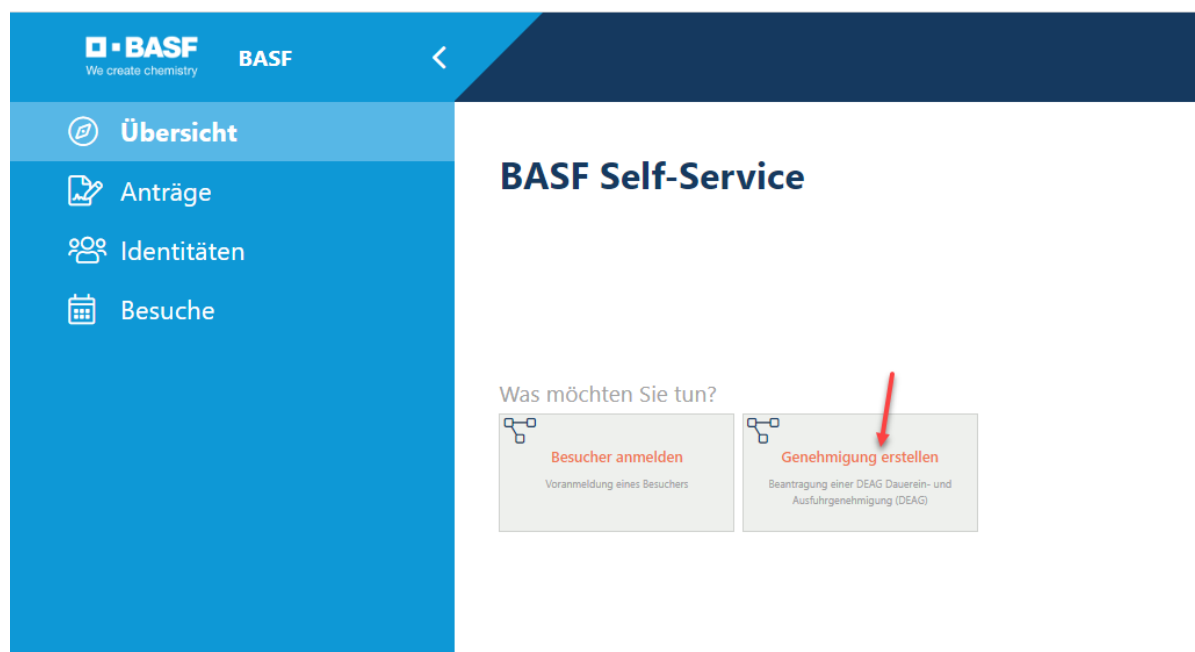 BASF
We create chemistry
BASF
Übersicht
Anträge
Identitäten
Besuche
BASF Self-Service
Was möchten Sie tun?
Besucher anmelden
Voranmeldung eines Besuchers
Genehmigung erstellen
Beantragung einer DEAG Dauerein- und
Ausfuhrgenehmigung (DEAG)